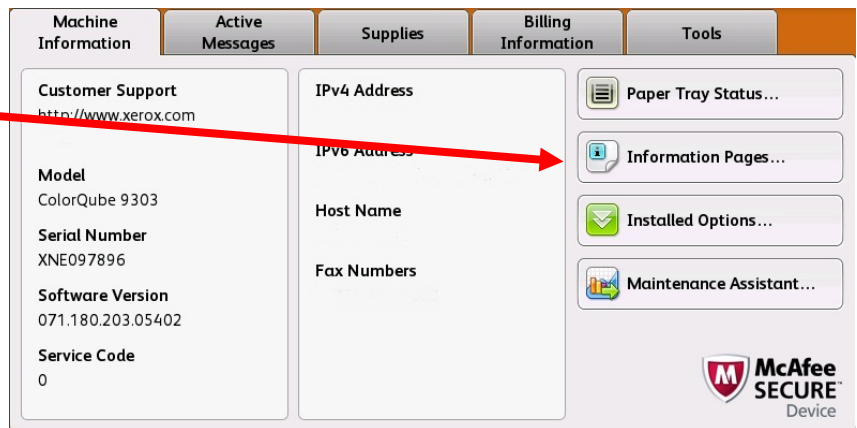 Machine
Information
Active
Messages
Supplies
Billing
Information
Tools
Customer Support
http://www.xerox.com
Model
ColorQube 9303
Serial Number
XNE097896
Software Version
071.180.203.05402
Service Code
0
IPv4 Address
IPv6 Address
Host Name
Fax Numbers
Paper Tray Status...
Information Pages...
Installed Options...
Maintenance Assistant...
McAfee
SECURE™
Device